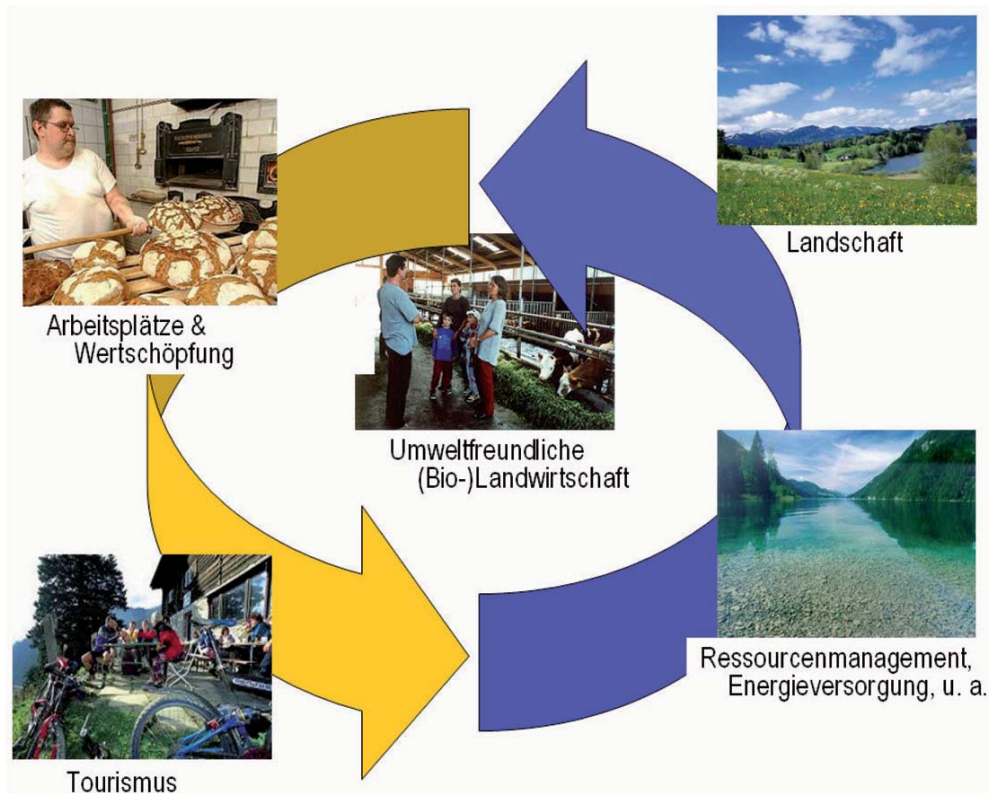 Landschaft
Arbeitsplätze &
Wertschöpfung
Umweltfreundliche
(Bio-)Landwirtschaft
Ressourcenmanagement,
Energieversorgung, u. a.
Tourismus